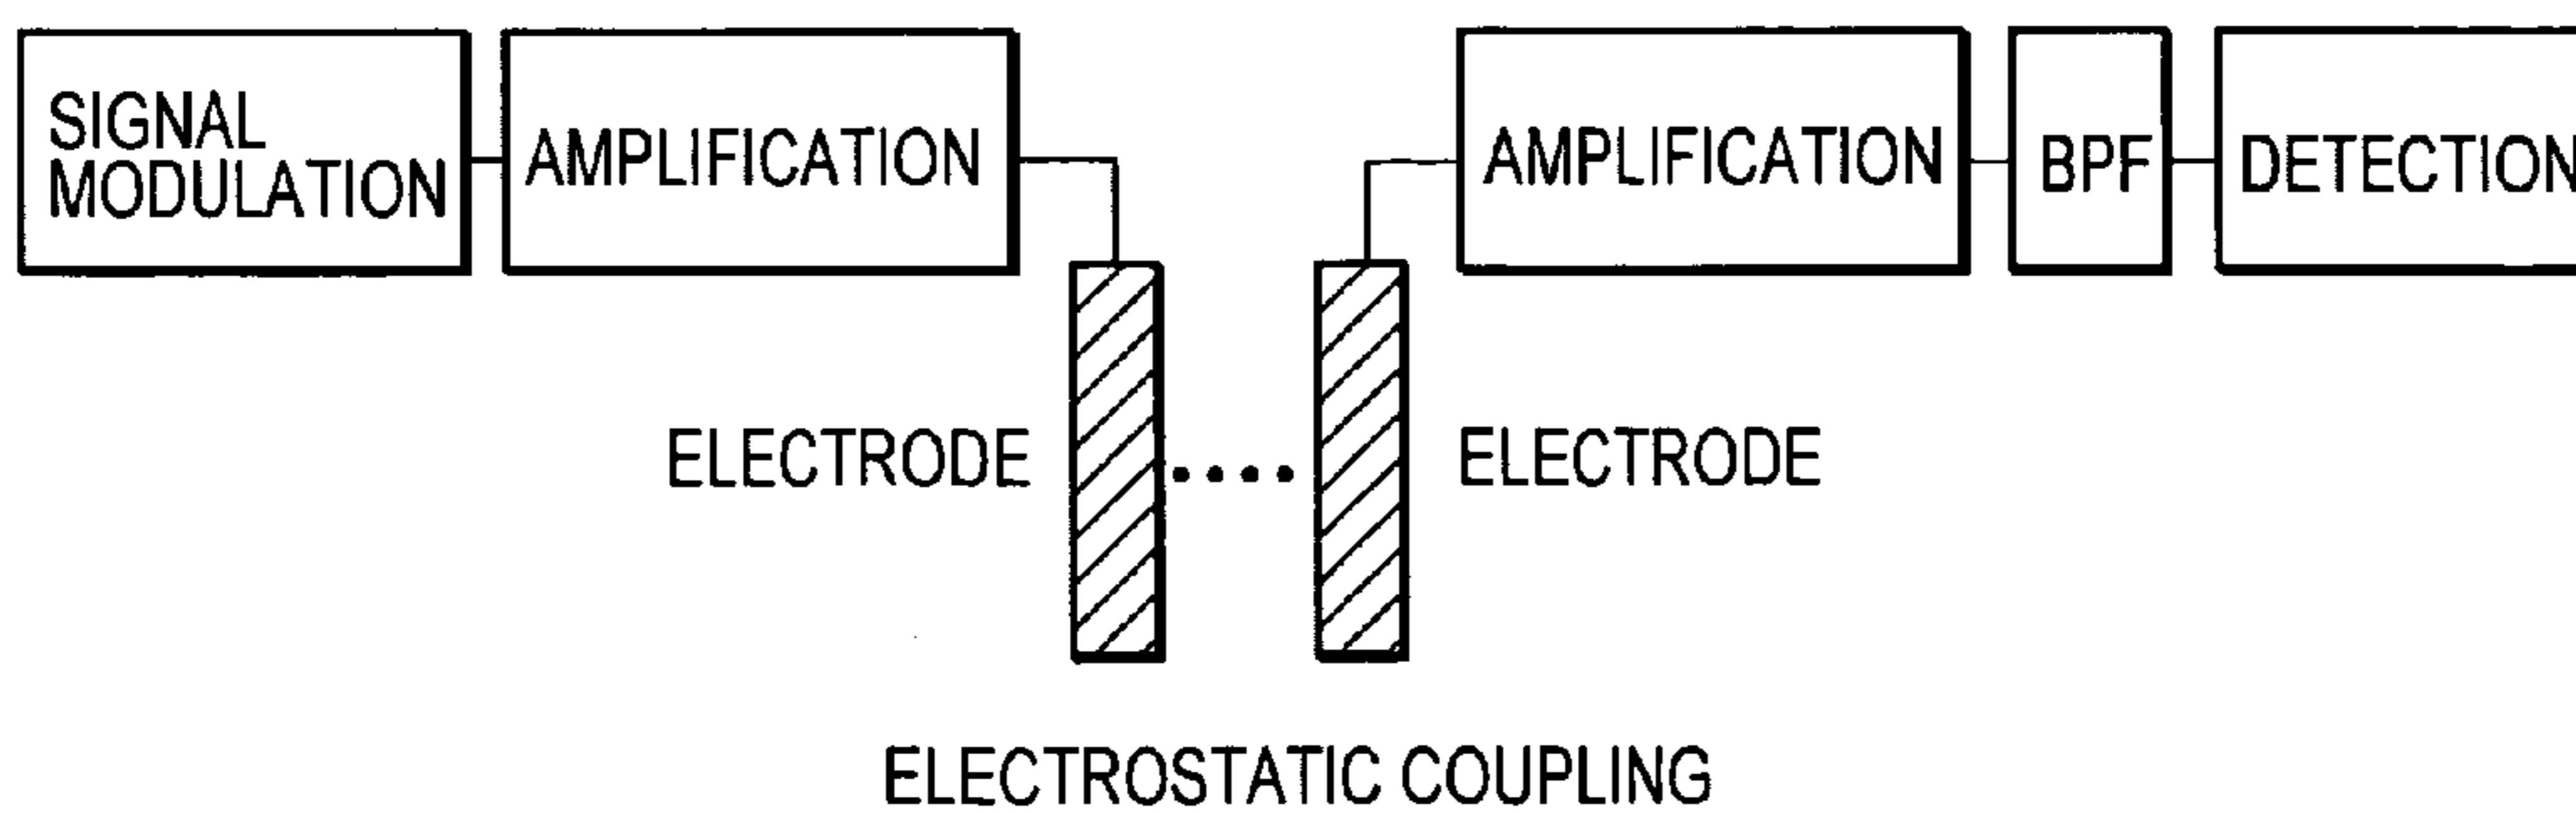 SIGNAL
MODULATION
AMPLIFICATION
AMPLIFICATION
BPF
DETECTION
ELECTRODE
ELECTRODE
ELECTROSTATIC COUPLING